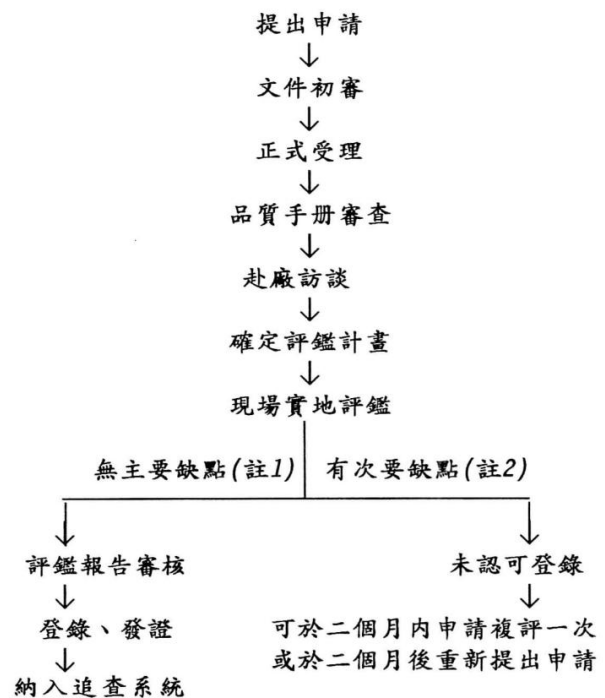 提出申請
文件初審
正式受理
品質手冊審查
赴廠訪談
確定評鑑計畫
現場實地評鑑
無主要缺點(註1)
有次要缺點(註2)
評鑑報告審核
登錄、發證
納入追查系統
未認可登錄
可於二個月內申請複評一次
或於二個月後重新提出申請